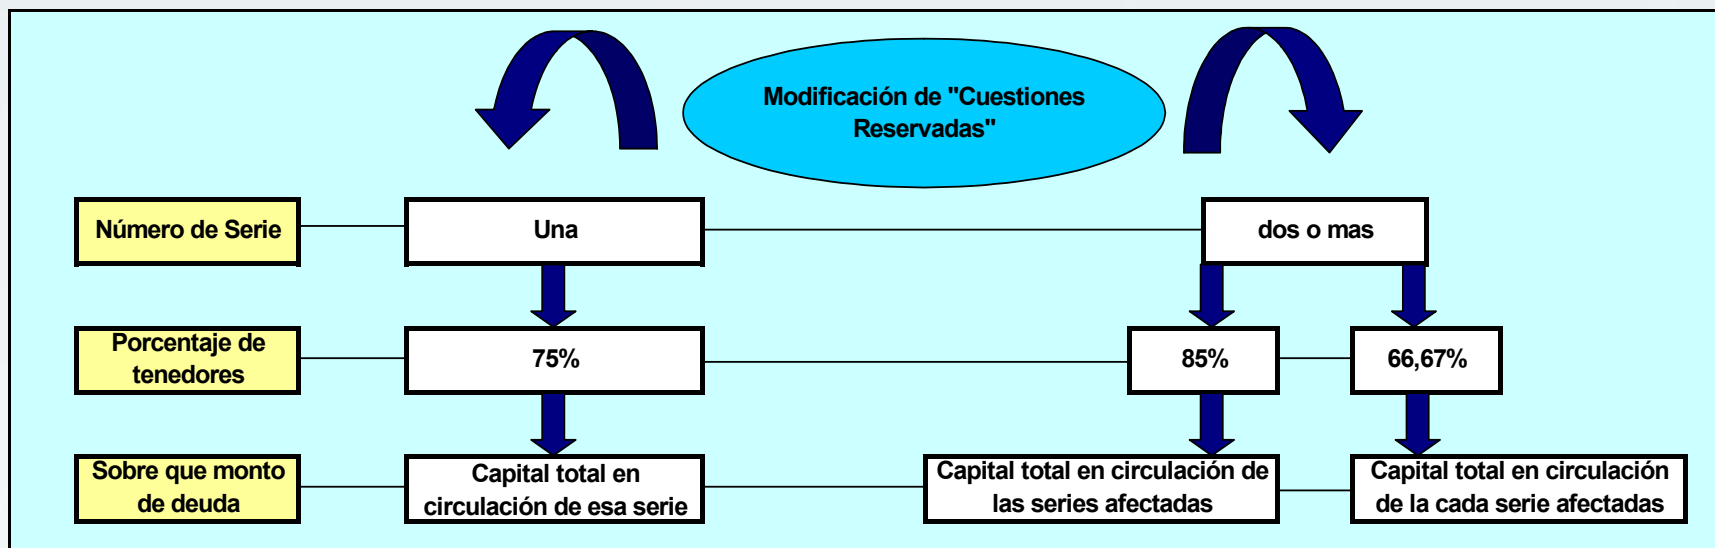 Modificación de "Cuestiones
Reservadas"
Número de Serie
Una
dos o mas
Porcentaje de
tenedores
75%
85%
66,67%
Sobre que monto
de deuda
Capital total en
circulación de esa serie
Capital total en circulación de
las series afectadas
Capital total en circulación
de la cada serie afectadas